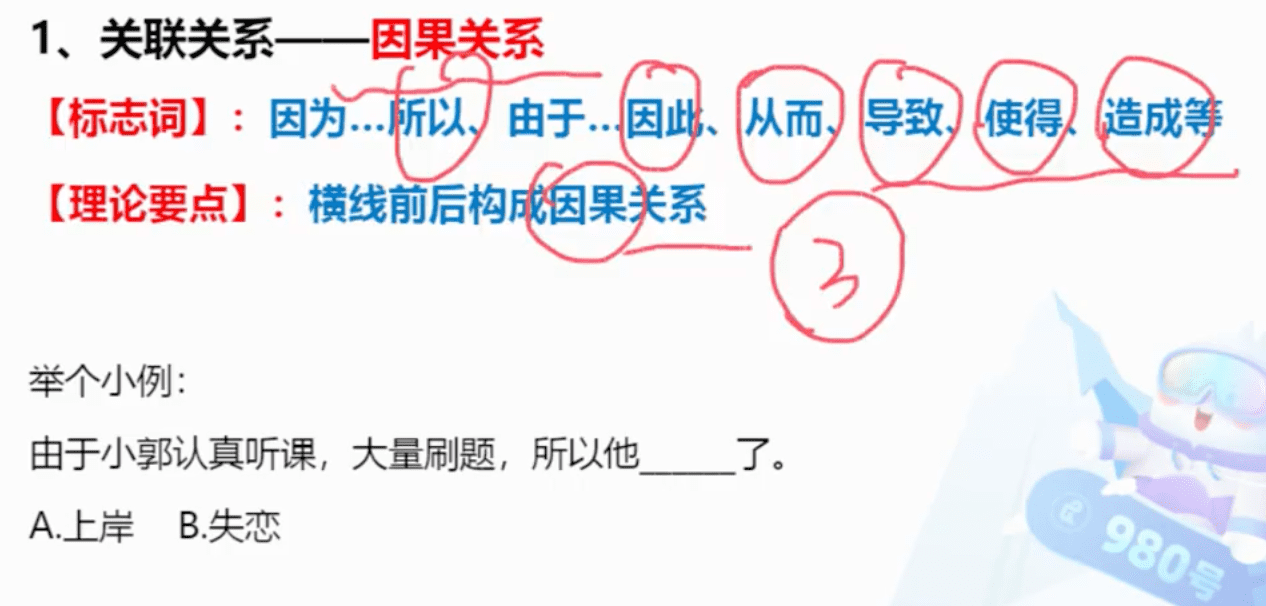 1、关联关系——因果关系
【标志词】：因为...所以、由于...因此、从而、导致、使得、造成等
【理论要点】：横线前后构成因果关系
3
举个小例：
由于小郭认真听课，大量刷题，所以他______了。
A.上岸 B.失恋
980号